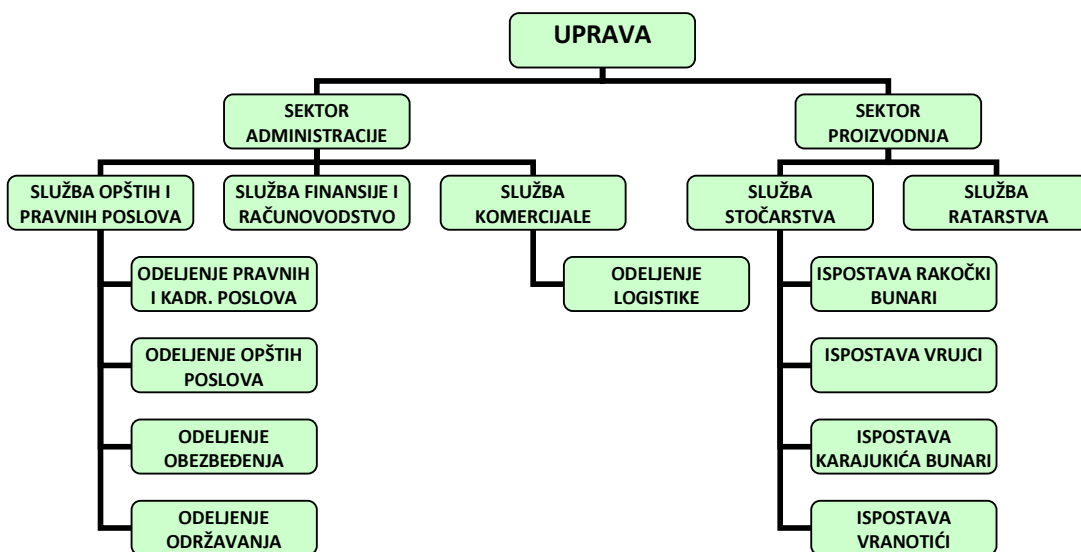 UPRAVA
SEKTOR
ADMINISTRACIJE
SEKTOR
PROIZVODNJA
SLUŽBA OPŠTIH I
PRAVNIH POSLOVA
SLUŽBA FINANSIJE I
RAČUNOVODSTVO
SLUŽBA
KOMERCIJALE
SLUŽBA
STOČARSTVA
SLUŽBA
RATARSTVA
ODELJENJE PRAVNIH
I KADR. POSLOVA
ODELJENJE OPŠTIH
POSLOVA
ODELJENJE
OBEZBEĐENJA
ODELJENJE
ODRŽAVANJA
ODELJENJE
LOGISTIKE
ISPOSTAVA RAKOČKI
BUNARI
ISPOSTAVA VRUJCI
ISPOSTAVA
KARAJUKIĆA BUNARI
ISPOSTAVA
VRANOTIĆI